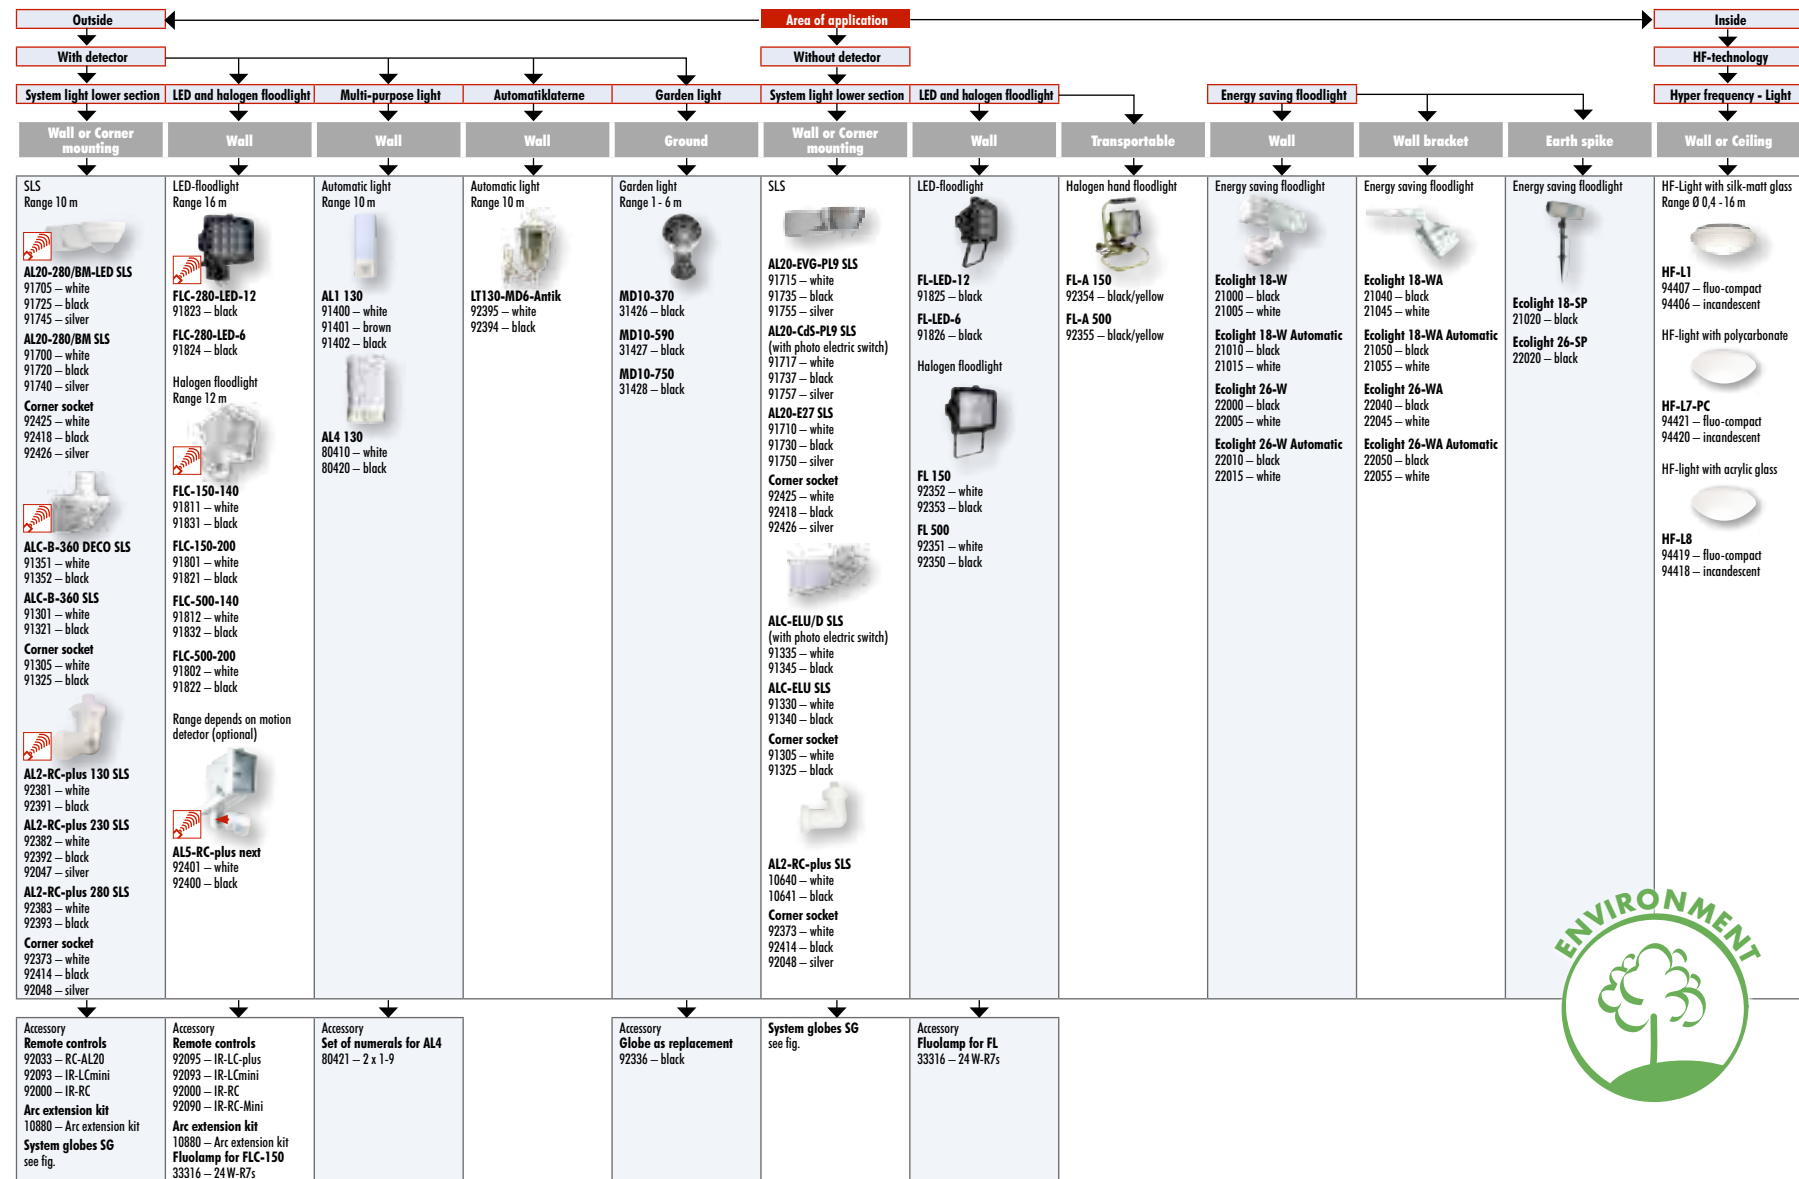 Outside
Area of application
Inside
With detector
Without detector
HF-technology
System light lower section
LED and halogen floodlight
Multi-purpose light
Automatiklaterne
Garden light
System light lower section
LED and halogen floodlight
Energy saving floodlight
Hyper frequency - Light
Wall or Corner
mounting
Wall
Wall
Wall
Ground
Wall or Corner
mounting
Wall
Transportable
Wall
Wall bracket
Earth spike
Wall or Ceiling
SLS
Range 10 m
AL20-280/BM-LED SLS
91705 – white
91725 – black
91745 – silver
AL20-280/BM SLS
91700 – white
91720 – black
91740 – silver
Corner socket
92425 – white
92418 – black
92426 – silver
ALC-B-360 DECO SLS
91351 – white
91352 – black
ALC-B-360 SLS
91301 – white
91321 – black
Corner socket
91305 – white
91325 – black
AL2-RC-plus 130 SLS
92381 – white
92391 – black
AL2-RC-plus 230 SLS
92382 – white
92392 – black
92047 – silver
AL2-RC-plus 280 SLS
92383 – white
92393 – black
Corner socket
92373 – white
92414 – black
92048 – silver
LED-floodlight
Range 16 m
FLC-280-LED-12
91823 – black
FLC-280-LED-6
91824 – black
Halogen floodlight
Range 12 m
FLC-150-140
91811 – white
91831 – black
FLC-150-200
91801 – white
91821 – black
FLC-500-140
91812 – white
91832 – black
FLC-500-200
91802 – white
91822 – black
Range depends on motion
detector (optional)
AL5-RC-plus next
92401 – white
92400 – black
Automatic light
Range 10 m
AL1 130
91400 – white
91401 – brown
91402 – black
AL4 130
80410 – white
80420 – black
Automatic light
Range 10 m
LT130-MD6-Antik
92395 – white
92394 – black
Garden light
Range 1 - 6 m
MD10-370
31426 – black
MD10-590
31427 – black
MD10-750
31428 – black
SLS
AL20-EVG-PL9 SLS
91715 – white
91735 – black
91755 – silver
AL20-CdS-PL9 SLS
(with photo electric switch)
91717 – white
91737 – black
91757 – silver
AL20-E27 SLS
91710 – white
91730 – black
91750 – silver
Corner socket
92425 – white
92418 – black
92426 – silver
ALC-ELU/D SLS
(with photo electric switch)
91335 – white
91345 – black
ALC-ELU SLS
91330 – white
91340 – black
Corner socket
91305 – white
91325 – black
AL2-RC-plus SLS
10640 – white
10641 – black
Corner socket
92373 – white
92414 – black
92048 – silver
LED-floodlight
FL-LED-12
91825 – black
FL-LED-6
91826 – black
Halogen floodlight
FL 150
92352 – white
92353 – black
FL 500
92351 – white
92350 – black
Halogen hand floodlight
FL-A 150
92354 – black/yellow
FL-A 500
92355 – black/yellow
Energy saving floodlight
Ecolight 18-W
21000 – black
21005 – white
Ecolight 18-W Automatic
21010 – black
21015 – white
Ecolight 26-W
22000 – black
22005 – white
Ecolight 26-W Automatic
22010 – black
22015 – white
Energy saving floodlight
Ecolight 18-WA
21040 – black
21045 – white
Ecolight 18-WA Automatic
21050 – black
21055 – white
Ecolight 26-WA
22040 – black
22045 – white
Ecolight 26-WA Automatic
22050 – black
22055 – white
Energy saving floodlight
Ecolight 18-SP
21020 – black
Ecolight 26-SP
22020 – black
HF-Light with silk-matt glass
Range Ø 0,4 - 16 m
HF-L1
94407 – fluo-compact
94406 – incandescent
HF-light with polycarbonate
HF-L7-PC
94421 – fluo-compact
94420 – incandescent
HF-light with acrylic glass
HF-L8
94419 – fluo-compact
94418 – incandescent
ENVIRONMENT
Accessory
Remote controls
92033 – RC-AL20
92093 – IR-LCmini
92000 – IR-RC
Arc extension kit
10880 – Arc extension kit
System globes SG
see fig.
Accessory
Remote controls
92095 – IR-LC-plus
92093 – IR-LCmini
92000 – IR-RC
92090 – IR-RC-Mini
Arc extension kit
10880 – Arc extension kit
Fluolamp for FLC-150
33316 – 24 W-R7s
Accessory
Set of numerals for AL4
80421 – 2 x 1-9
Accessory
Globe as replacement
92336 – black
System globes SG
see fig.
Accessory
Fluolamp for FL
33316 – 24 W-R7s